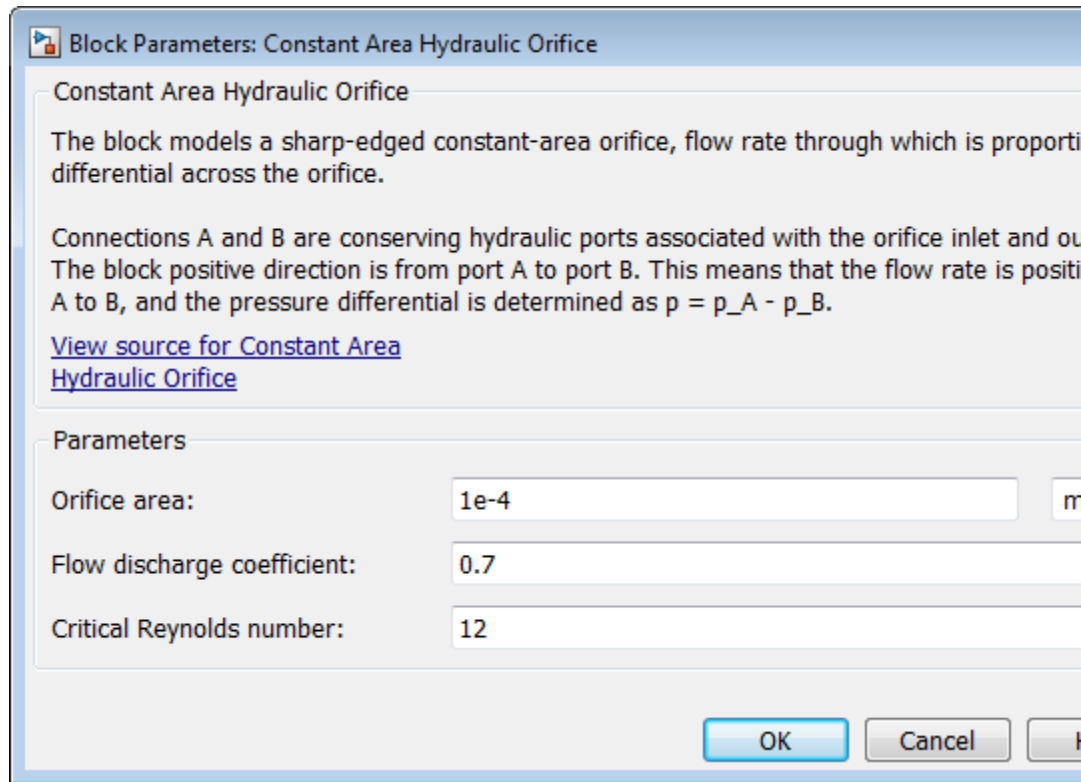 Block Parameters: Constant Area Hydraulic Orifice
Constant Area Hydraulic Orifice
The block models a sharp-edged constant-area orifice, flow rate through which is
differential across the orifice.
Connections A and B are conserving hydraulic ports associated with the orifice inlet and
The block positive direction is from port A to port B. This means that the flow rate is
A to B, and the pressure differential is determined as p = p_A - p_B.
View source for Constant Area
Hydraulic Orifice
Parameters
Orifice area: 1e-4
Flow discharge coefficient: 0.7
Critical Reynolds number: 12
OK Cancel